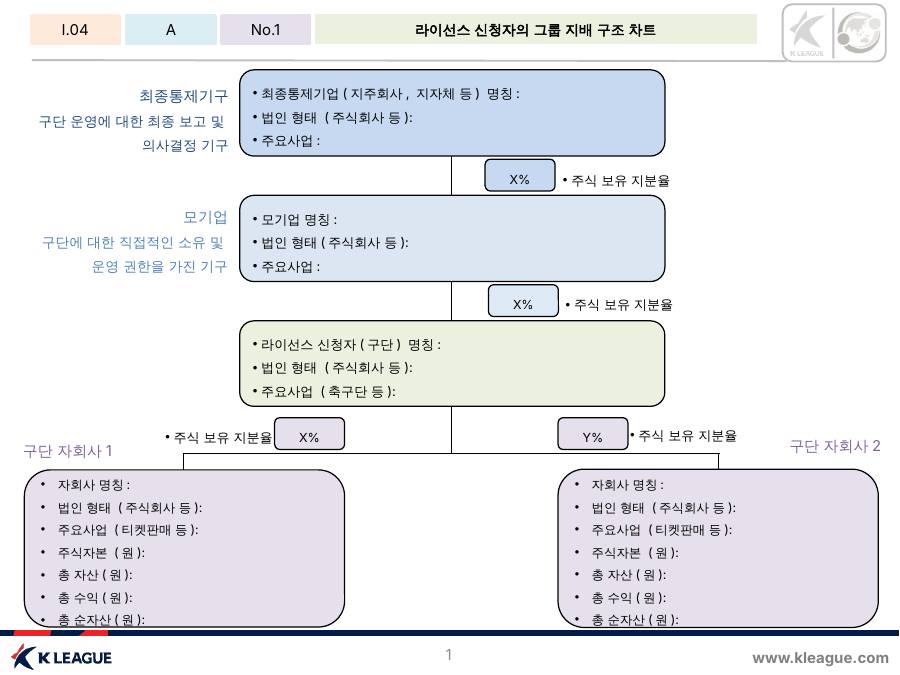 I.04
A
No.1
라이선스 신청자의 그룹 지배 구조 차트
K LEAGUE
최종통제기구
구단 운영에 대한 최종 보고 및
의사결정 기구
• 최종통제기업 ( 지주회사 , 지자체 등 ) 명칭 :
• 법인 형태 ( 주식회사 등 ):
• 주요사업 :
X%
• 주식 보유 지분율
모기업
구단에 대한 직접적인 소유 및
운영 권한을 가진 기구
• 모기업 명칭 :
• 법인 형태 ( 주식회사 등 ):
• 주요사업 :
X%
• 주식 보유 지분율
• 라이선스 신청자 ( 구단 ) 명칭 :
• 법인 형태 ( 주식회사 등 ):
• 주요사업 ( 축구단 등 ):
• 주식 보유 지분율
X%
Y%
• 주식 보유 지분율
구단 자회사 1
구단 자회사 2
• 자회사 명칭 :
• 법인 형태 ( 주식회사 등 ):
• 주요사업 ( 티켓판매 등 ):
• 주식자본 ( 원 ):
• 총 자산 ( 원 ):
• 총 수익 ( 원 ):
• 총 순자산 ( 원 ):
• 자회사 명칭 :
• 법인 형태 ( 주식회사 등 ):
• 주요사업 ( 티켓판매 등 ):
• 주식자본 ( 원 ):
• 총 자산 ( 원 ):
• 총 수익 ( 원 ):
• 총 순자산 ( 원 ):
K LEAGUE
1
www.kleague.com